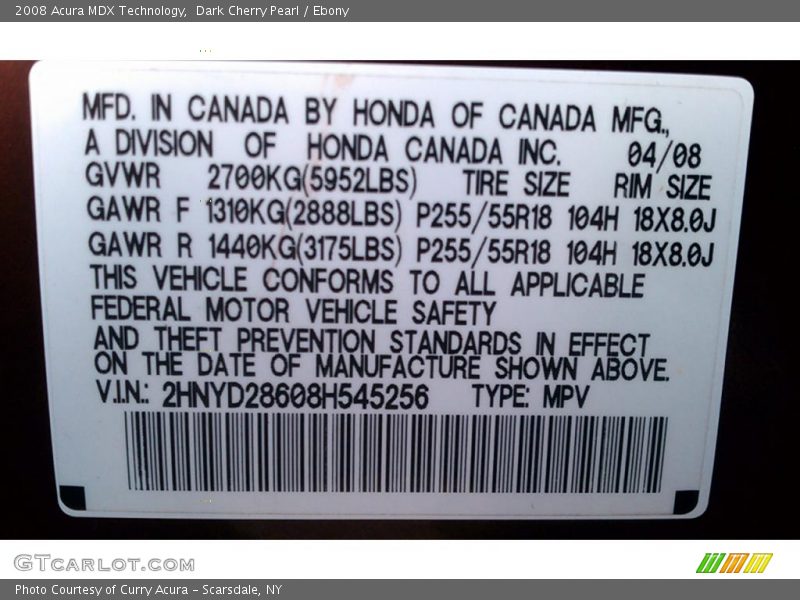 2008 Acura MDX Technology,  Dark Cherry Pearl / Ebony
MFD. IN CANADA BY HONDA OF CANADA MFG.,
A DIVISION OF HONDA CANADA INC. 04/08
GVWR 2700KG(5952LBS) TIRE SIZE RIM SIZE
GAWR F 1310KG(2888LBS) P255/55R18 104H 18X8.0J
GAWR R 1440KG(3175LBS) P255/55R18 104H 18X8.0J
THIS VEHICLE CONFORMS TO ALL APPLICABLE
FEDERAL MOTOR VEHICLE SAFETY
AND THEFT PREVENTION STANDARDS IN EFFECT
ON THE DATE OF MANUFACTURE SHOWN ABOVE.
V.I.N.: 2HNYD28608H545256 TYPE: MPV
GTCARLOT.COM
Photo Courtesy of Curry Acura - Scarsdale, NY